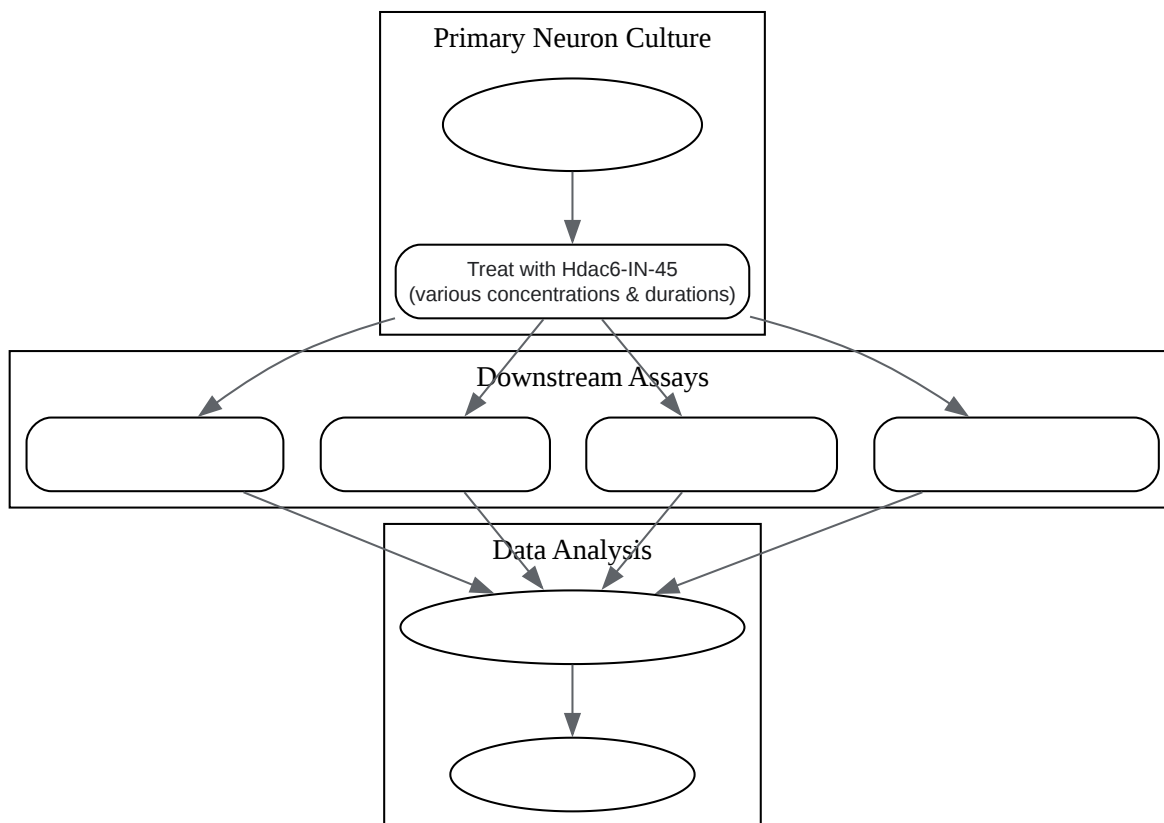 Primary Neuron Culture
Treat with Hdac6-IN-45
(various concentrations & durations)
Downstream Assays
Data Analysis